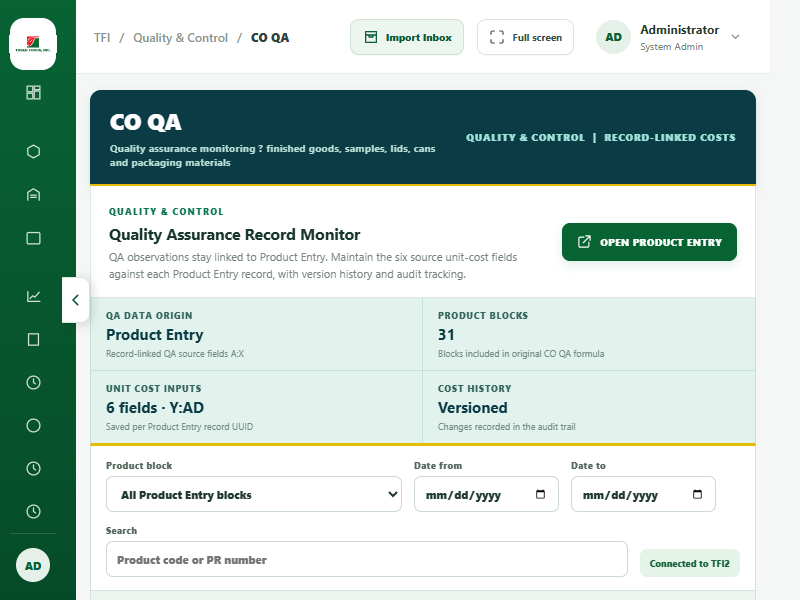 TFI / Quality & Control / CO QA
Import Inbox
Full screen
AD
Administrator
System Admin
CO QA
Quality assurance monitoring ? finished goods, samples, lids, cans
and packaging materials
QUALITY & CONTROL | RECORD-LINKED COSTS
QUALITY & CONTROL
Quality Assurance Record Monitor
QA observations stay linked to Product Entry. Maintain the six source unit-cost fields
against each Product Entry record, with version history and audit tracking.
OPEN PRODUCT ENTRY
QA DATA ORIGIN
Product Entry
Record-linked QA source fields A:X
PRODUCT BLOCKS
31
Blocks included in original CO QA formula
UNIT COST INPUTS
6 fields · Y:AD
Saved per Product Entry record UUID
COST HISTORY
Versioned
Changes recorded in the audit trail
Product block
All Product Entry blocks
Date from
mm/dd/yyyy
Date to
mm/dd/yyyy
Search
Product code or PR number
Connected to TFI2
AD